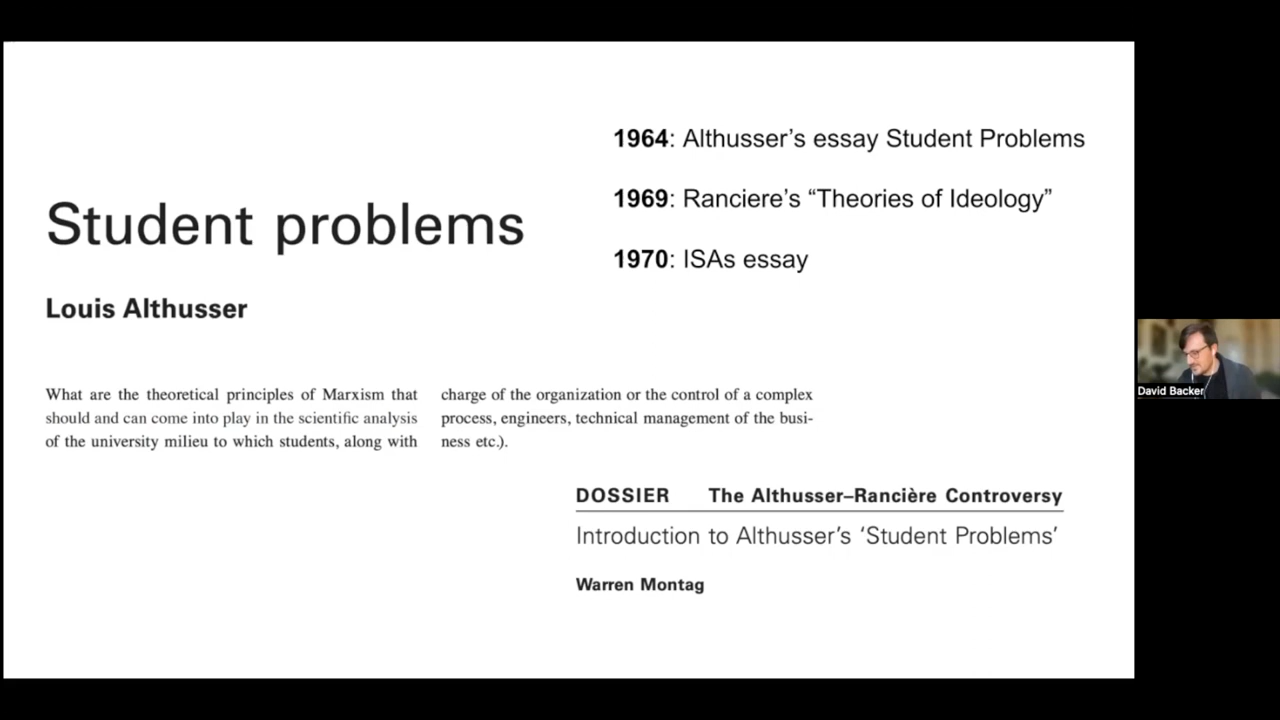 Student problems
Louis Althusser
1964: Althusser’s essay Student Problems
1969: Ranciere’s “Theories of Ideology”
1970: ISAs essay
What are the theoretical principles of Marxism that
should and can come into play in the scientific analysis
of the university milieu to which students, along with
charge of the organization or the control of a complex
process, engineers, technical management of the busi-
ness etc.).
DOSSIER The Althusser–Rancière Controversy
Introduction to Althusser’s ‘Student Problems’
Warren Montag
David Backer